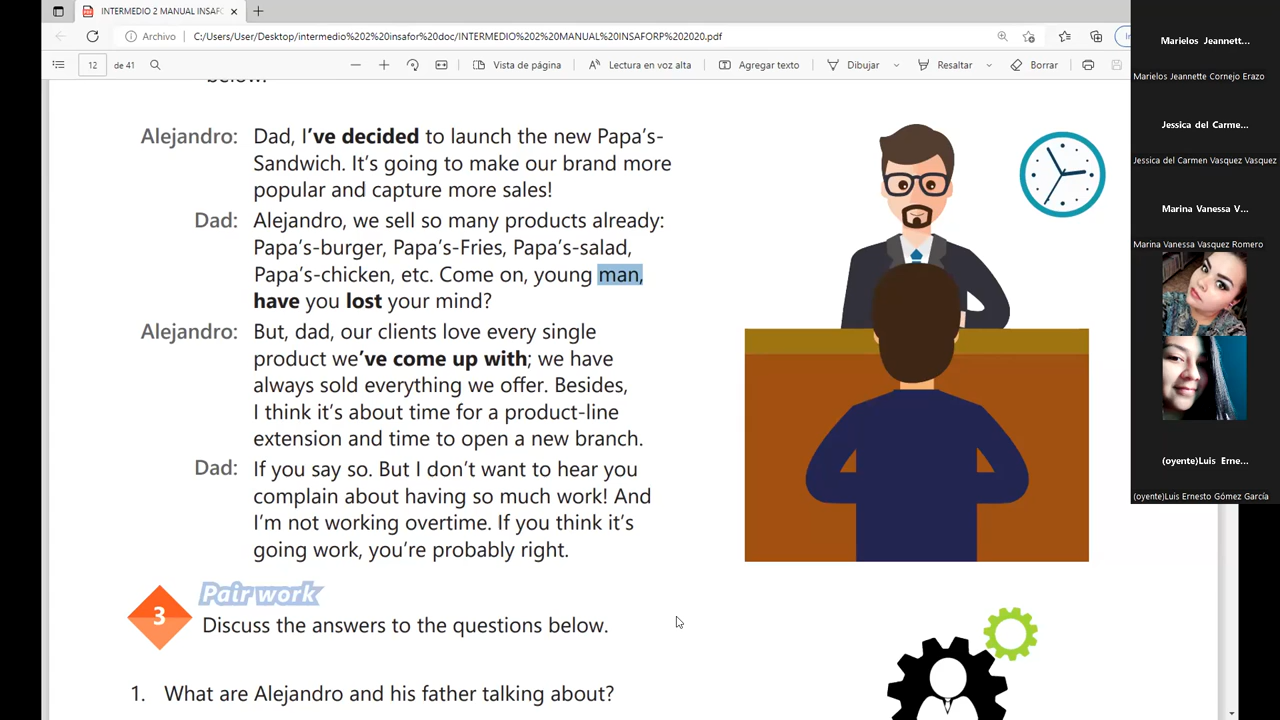 INTERMEDIO 2 MANUAL INSAFOR
Archivo
C:/Users/User/Desktop/intermedio%202%20insafor%20doc/INTERMEDIO%202%20MANUAL%20INSAFORP%202020.pdf
12 de 41
Vista de página
Lectura en voz alta
Agregar texto
Dibujar
Resaltar
Borrar
below.
Alejandro: Dad, I've decided to launch the new Papa's-
Sandwich. It's going to make our brand more
popular and capture more sales!
Dad: Alejandro, we sell so many products already:
Papa's-burger, Papa's-Fries, Papa's-salad,
Papa's-chicken, etc. Come on, young man,
have you lost your mind?
Alejandro: But, dad, our clients love every single
product we've come up with; we have
always sold everything we offer. Besides,
I think it's about time for a product-line
extension and time to open a new branch.
Dad: If you say so. But I don't want to hear you
complain about having so much work! And
I'm not working overtime. If you think it's
going work, you're probably right.
3
Pair work
Discuss the answers to the questions below.
1. What are Alejandro and his father talking about?
Marielos Jeannett...
Marielos Jeannette Cornejo Erazo
Jessica del Carme...
Jessica del Carmen Vasquez Vasquez
Marina Vanessa V...
Marina Vanessa Vasquez Romero
(oyente)Luis Erne...
(oyente)Luis Ernesto Gómez García